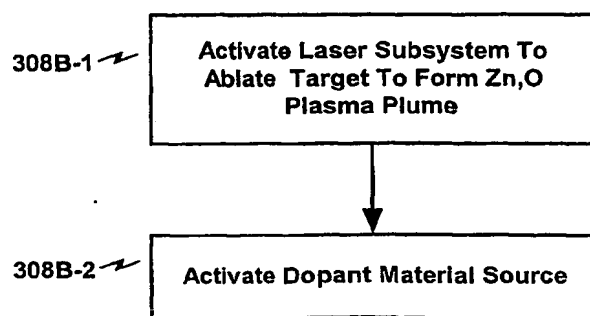 308B-1
Activate Laser Subsystem To
Ablate Target To Form Zn,O
Plasma Plume
308B-2
Activate Dopant Material Source